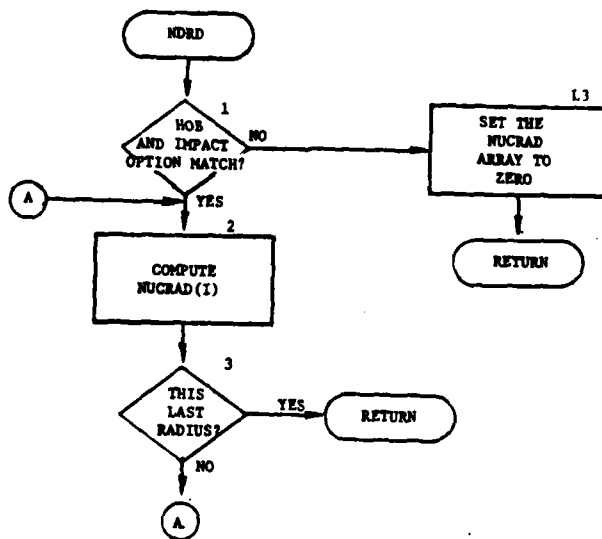 NDRD
1
HOB
AND IMPACT
OPTION MATCH?
NO
L3
SET THE
NUCRAD
ARRAY TO
ZERO
RETURN
A
YES
2
COMPUTE
NUCRAD(I)
3
THIS
LAST
RADIUS?
YES
RETURN
NO
A